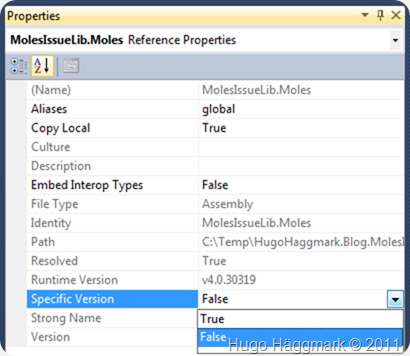 Properties
MolesIssueLib.Moles Reference Properties
(Name) MolesIssueLib.Moles
Aliases global
Copy Local True
Culture
Description
Embed Interop Types False
File Type Assembly
Identity MolesIssueLib.Moles
Path C:\Temp\HugoHaggmark.Blog.MolesI
Resolved True
Runtime Version v4.0.30319
Specific Version False
Strong Name True
Version False
Hugo Häggmark © 2011